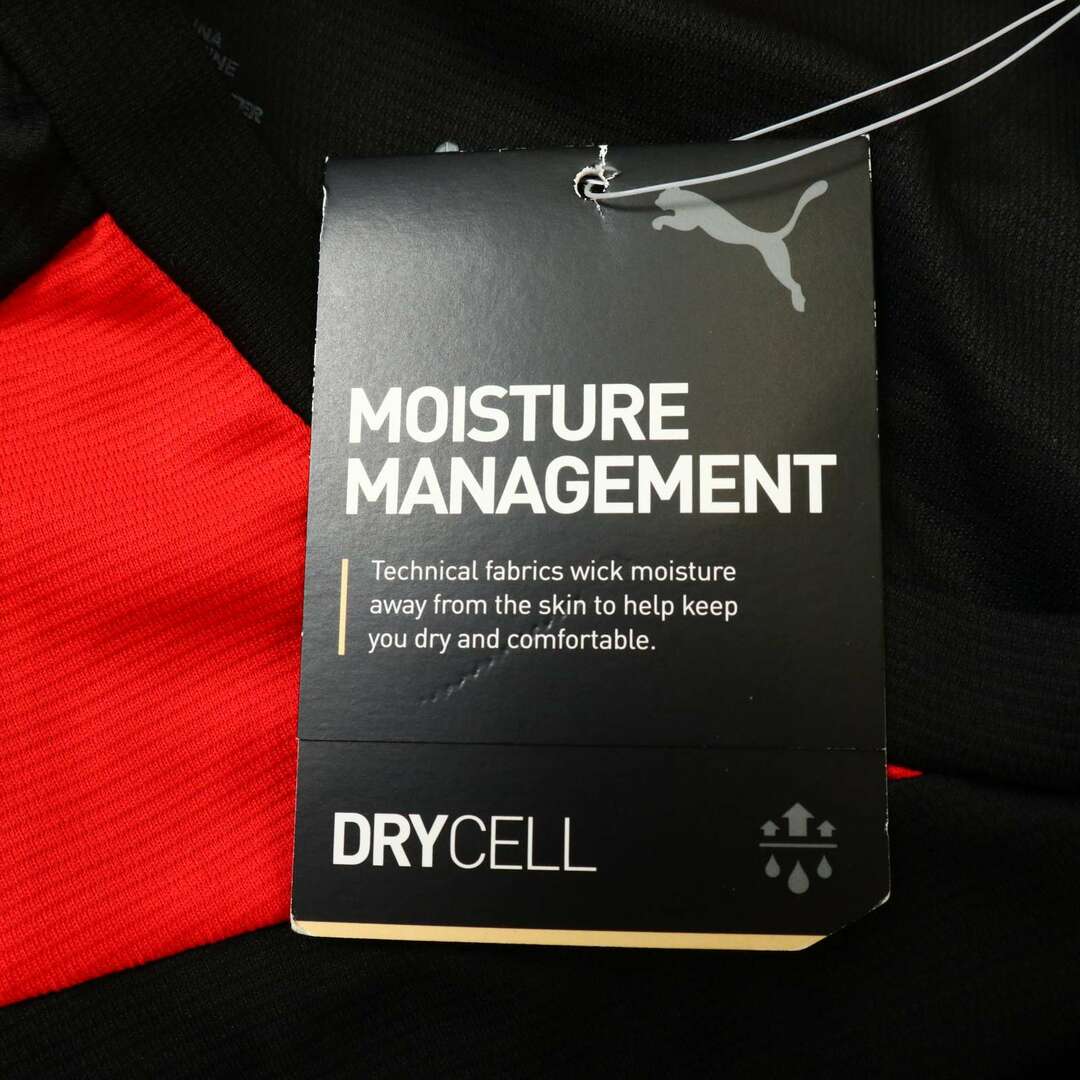 MOISTURE
MANAGEMENT
Technical fabrics wick moisture
away from the skin to help keep
you dry and comfortable.
DRYCELL